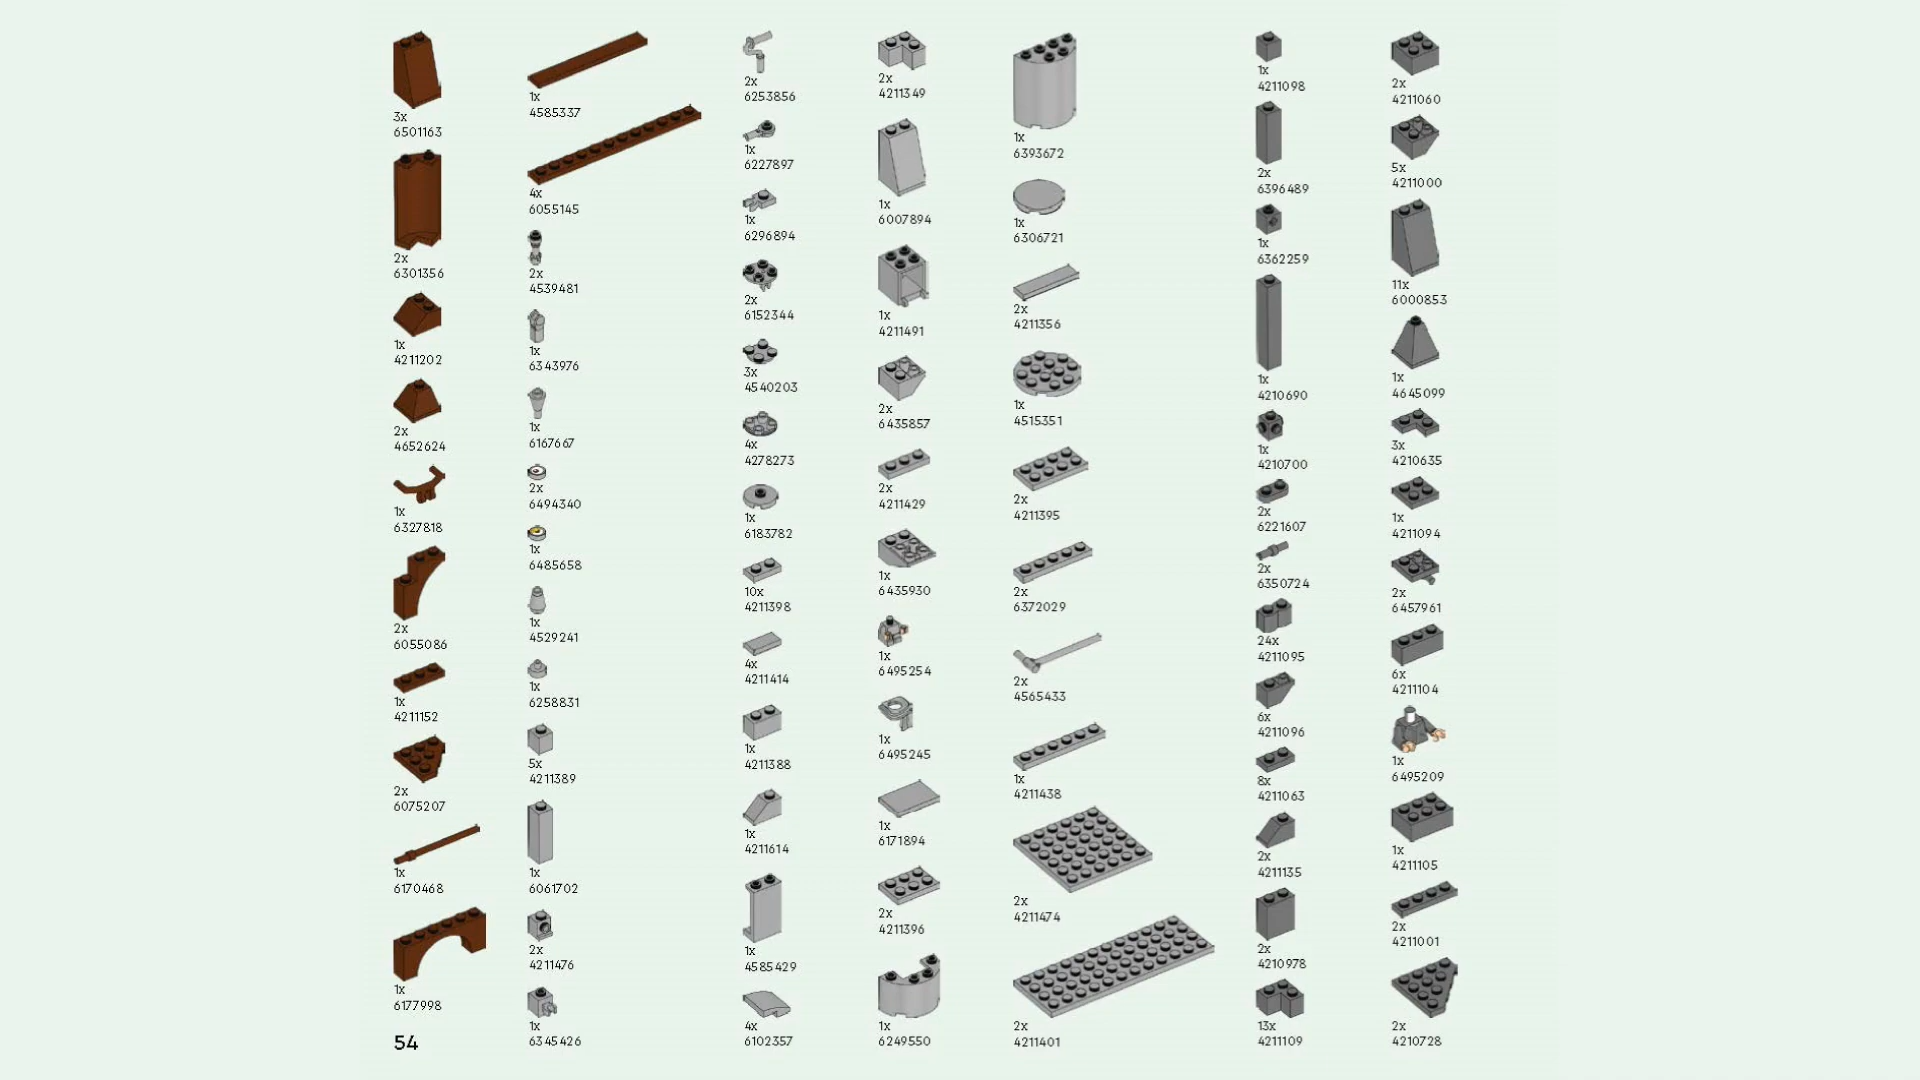 3x
6501163
2x
6301356
1x
4211202
2x
4652624
1x
6327818
2x
6055086
1x
4211152
2x
6075207
1x
6170468
1x
6177998
1x
4585337
4x
6055145
2x
4539481
1x
6343976
1x
6167667
2x
6494340
1x
6485658
1x
4529241
1x
6258831
5x
4211389
1x
6061702
2x
4211476
1x
6345426
2x
6253856
1x
6227897
1x
6296894
2x
6152344
3x
4540203
4x
4278273
1x
6183782
10x
4211398
4x
4211414
1x
4211388
1x
4211614
1x
4585429
4x
6102357
2x
4211349
1x
6007894
1x
4211491
2x
6435857
2x
4211429
1x
6435930
1x
6495254
1x
6495245
1x
6171894
2x
4211396
1x
6249550
1x
6393672
1x
6306721
2x
4211356
1x
4515351
2x
4211395
2x
6372029
2x
4565433
1x
4211438
2x
4211474
2x
4211401
1x
4211098
2x
6396489
1x
6362259
1x
4210690
1x
4210700
2x
6221607
2x
6350724
24x
4211095
6x
4211096
8x
4211063
2x
4211135
2x
4210978
13x
4211109
2x
4211060
5x
4211000
11x
6000853
1x
4645099
3x
4210635
1x
4211094
2x
6457961
6x
4211104
1x
6495209
1x
4211105
2x
4211001
2x
4210728
54